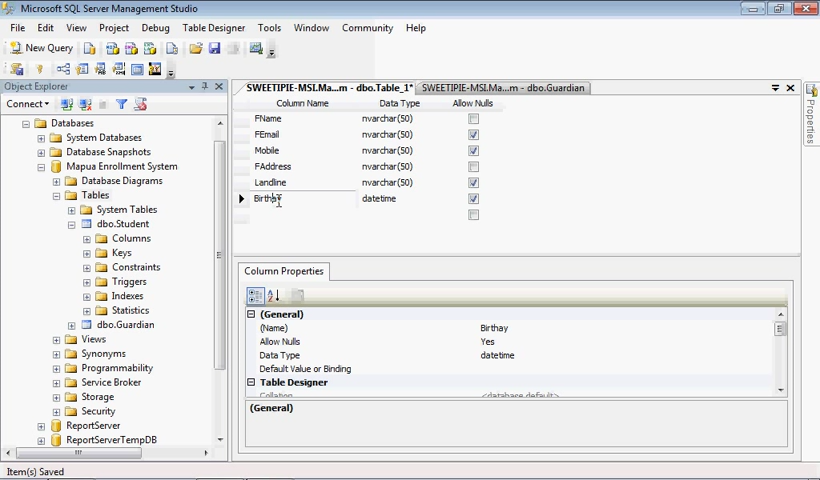 Microsoft SQL Server Management Studio
File Edit View Project Debug Table Designer Tools Window Community Help
New Query
Object Explorer
Connect
Databases
System Databases
Database Snapshots
Mapua Enrollment System
Database Diagrams
Tables
System Tables
dbo.Student
Columns
Keys
Constraints
Triggers
Indexes
Statistics
dbo.Guardian
Views
Synonyms
Programmability
Service Broker
Storage
Security
ReportServer
ReportServerTempDB
SWEETIPIE-MSI.Ma...m - dbo.Table_1* SWEETIPIE-MSI.Ma...m - dbo.Guardian
Column Name Data Type Allow Nulls
FName nvarchar(50)
FEmail nvarchar(50)
Mobile nvarchar(50)
FAddress nvarchar(50)
Landline nvarchar(50)
Birthay datetime
Column Properties
(General)
(Name) Birthay
Allow Nulls Yes
Data Type datetime
Default Value or Binding
Table Designer
Collation <database default>
(General)
Properties
Item(s) Saved